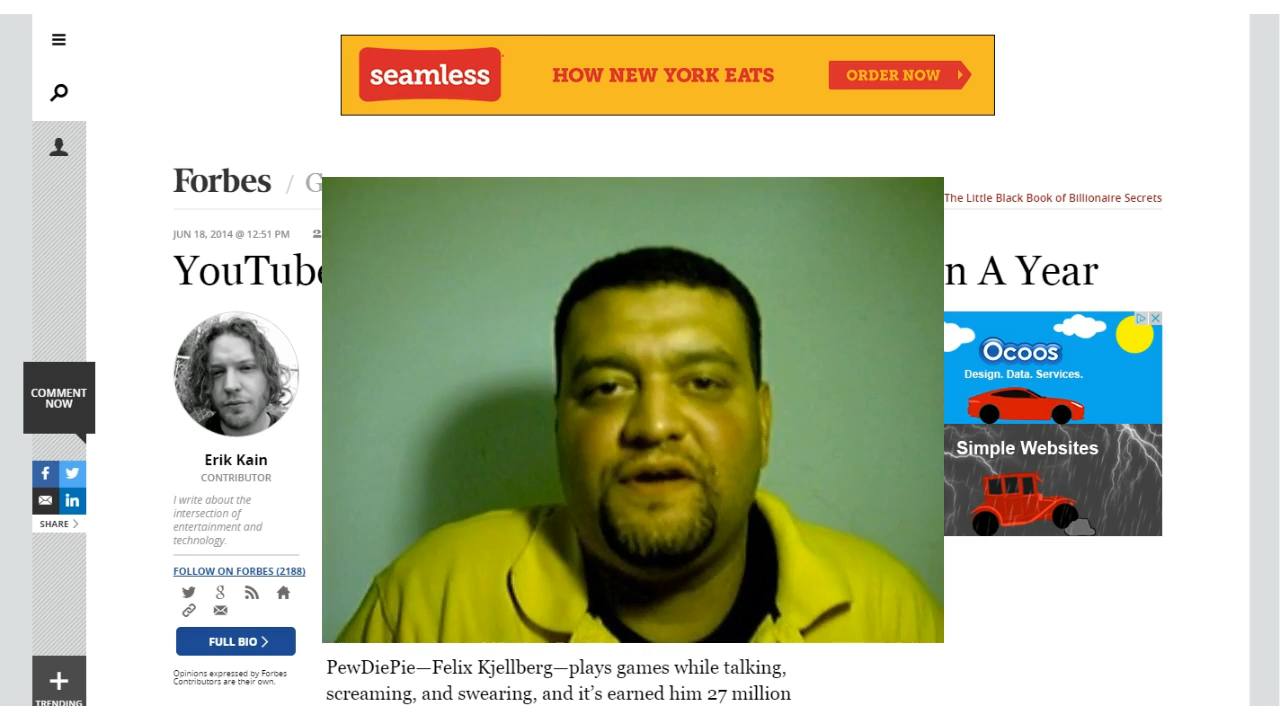 seamless
HOW NEW YORK EATS
ORDER NOW
Forbes / G
The Little Black Book of Billionaire Secrets
JUN 18, 2014 @ 12:51 PM
YouTube
n A Year
COMMENT
NOW
SHARE
TRENDING
Erik Kain
CONTRIBUTOR
I write about the
intersection of
entertainment and
technology.
FOLLOW ON FORBES (2188)
FULL BIO
Opinions expressed by Forbes
Contributors are their own.
Ocoos
Design. Data. Services.
Simple Websites
PewDiePie—Felix Kjellberg—plays games while talking,
screaming, and swearing, and it’s earned him 27 million